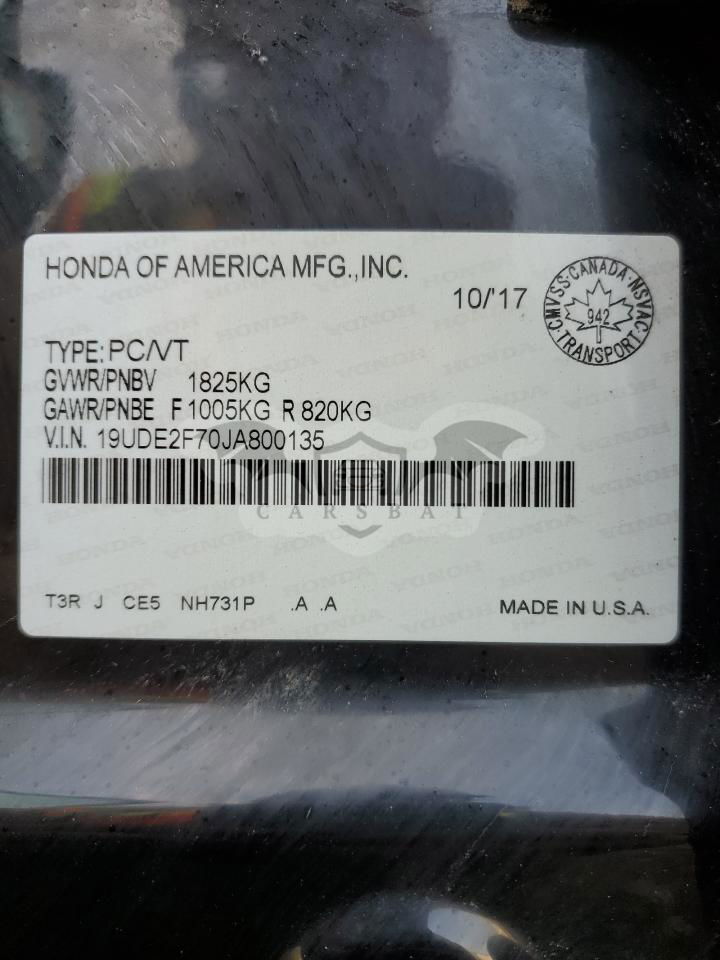 HONDA OF AMERICA MFG.,INC.
10/'17
CMVSS·CANADA·NSVAC·TRANSPORT
942
TYPE: PC/VT
GVWR/PNBV 1825KG
GAWR/PNBE F 1005KG R 820KG
V.I.N. 19UDE2F70JA800135
CARSBAT
T3R J CE5 NH731P .A .A
MADE IN U.S.A.